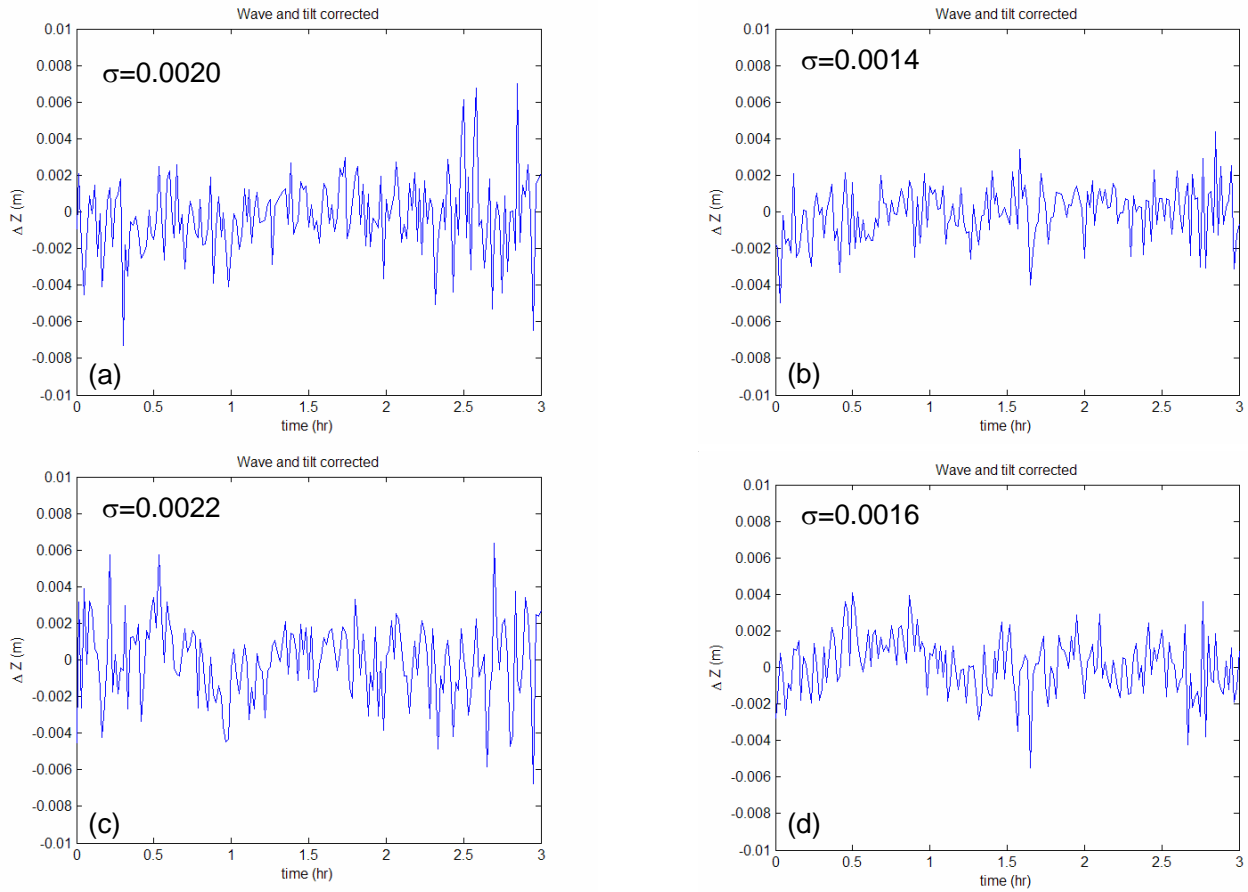 Wave and tilt corrected
σ=0.0020
0.01
0.008
0.006
0.004
0.002
0
-0.002
-0.004
-0.006
-0.008
-0.01
Δ Z (m)
(a)
0 0.5 1 1.5 2 2.5 3
time (hr)
Wave and tilt corrected
σ=0.0014
0.01
0.008
0.006
0.004
0.002
0
-0.002
-0.004
-0.006
-0.008
-0.01
Δ Z (m)
(b)
0 0.5 1 1.5 2 2.5 3
time (hr)
Wave and tilt corrected
σ=0.0022
0.01
0.008
0.006
0.004
0.002
0
-0.002
-0.004
-0.006
-0.008
-0.01
Δ Z (m)
(c)
0 0.5 1 1.5 2 2.5 3
time (hr)
Wave and tilt corrected
σ=0.0016
0.01
0.008
0.006
0.004
0.002
0
-0.002
-0.004
-0.006
-0.008
-0.01
Δ Z (m)
(d)
0 0.5 1 1.5 2 2.5 3
time (hr)